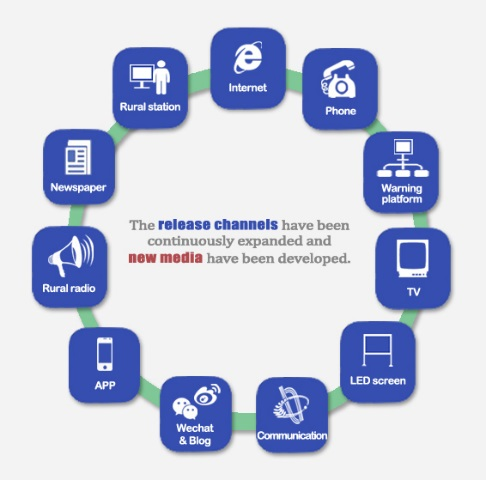 Internet
Phone
Warning
platform
TV
LED screen
Communication
Wechat
& Blog
APP
Rural radio
Newspaper
Rural station
The release channels have been
continuously expanded and
new media have been developed.